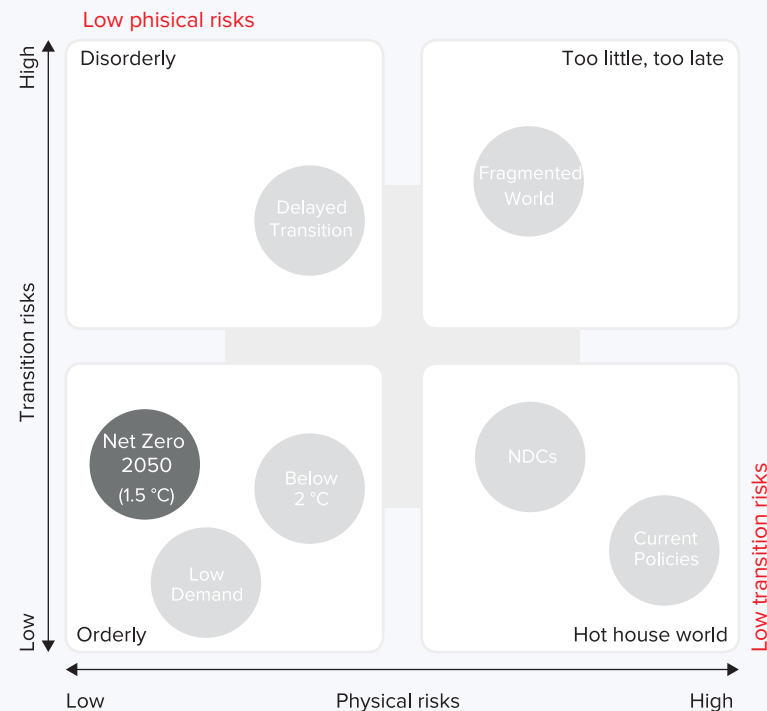 Low phisical risks
High
Disorderly
Too little, too late
Fragmented
World
Delayed
Transition
Transition risks
Net Zero
2050
(1.5 °C)
Below
2 °C
NDCs
Low
Demand
Current
Policies
Low transition risks
Low
Orderly
Hot house world
Low
Physical risks
High